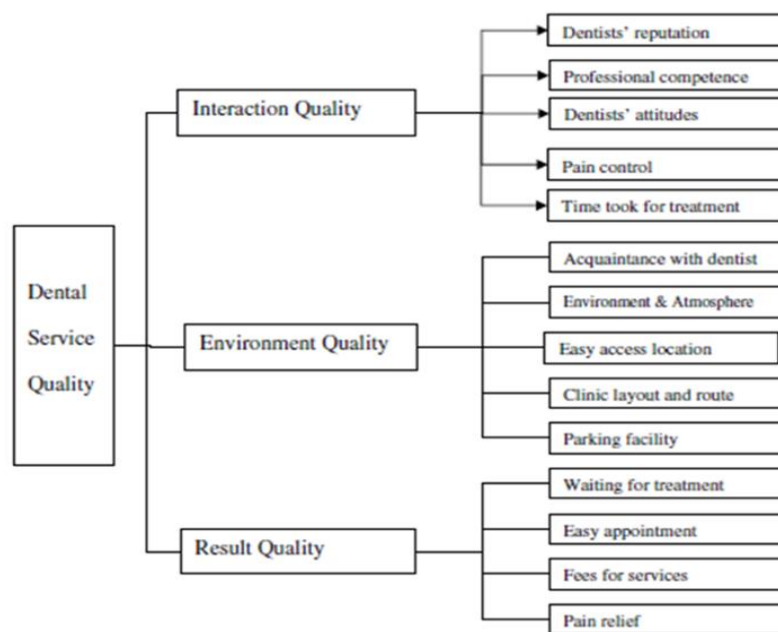 Dental
Service
Quality
Interaction Quality
Dentists' reputation
Professional competence
Dentists' attitudes
Pain control
Time took for treatment
Environment Quality
Acquaintance with dentist
Environment & Atmosphere
Easy access location
Clinic layout and route
Parking facility
Result Quality
Waiting for treatment
Easy appointment
Fees for services
Pain relief